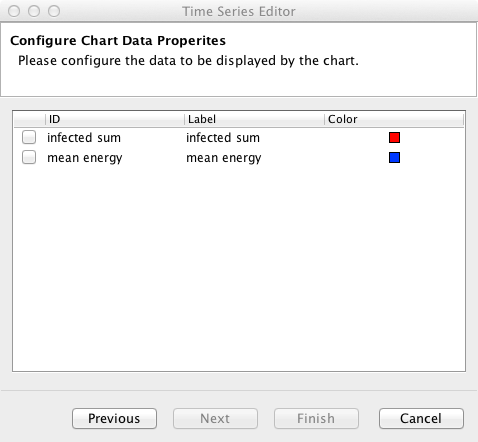 Time Series Editor
Configure Chart Data Properites
Please configure the data to be displayed by the chart.
ID Label Color
infected sum infected sum
mean energy mean energy
Previous Next Finish Cancel